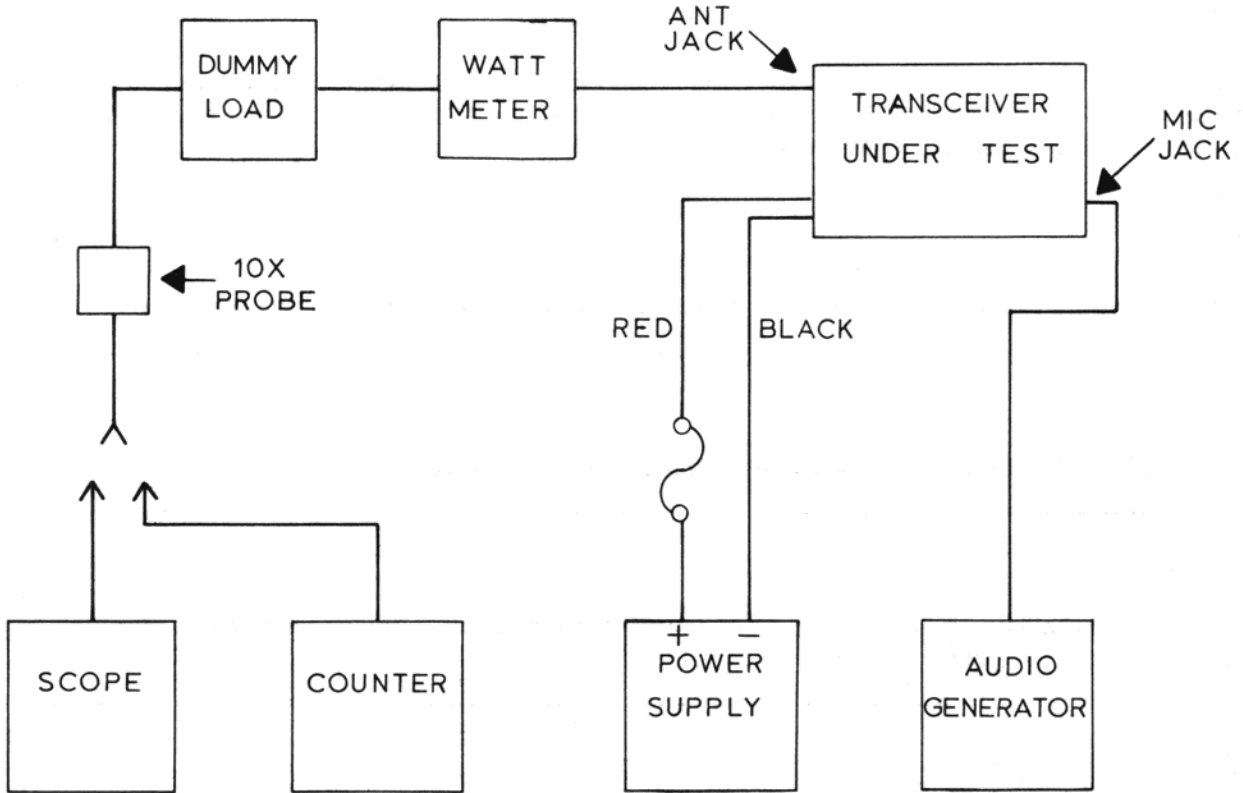 ANT
JACK
DUMMY
LOAD
WATT
METER
TRANSCEIVER
UNDER TEST
MIC
JACK
10X
PROBE
RED
BLACK
SCOPE
COUNTER
+ −
POWER
SUPPLY
AUDIO
GENERATOR